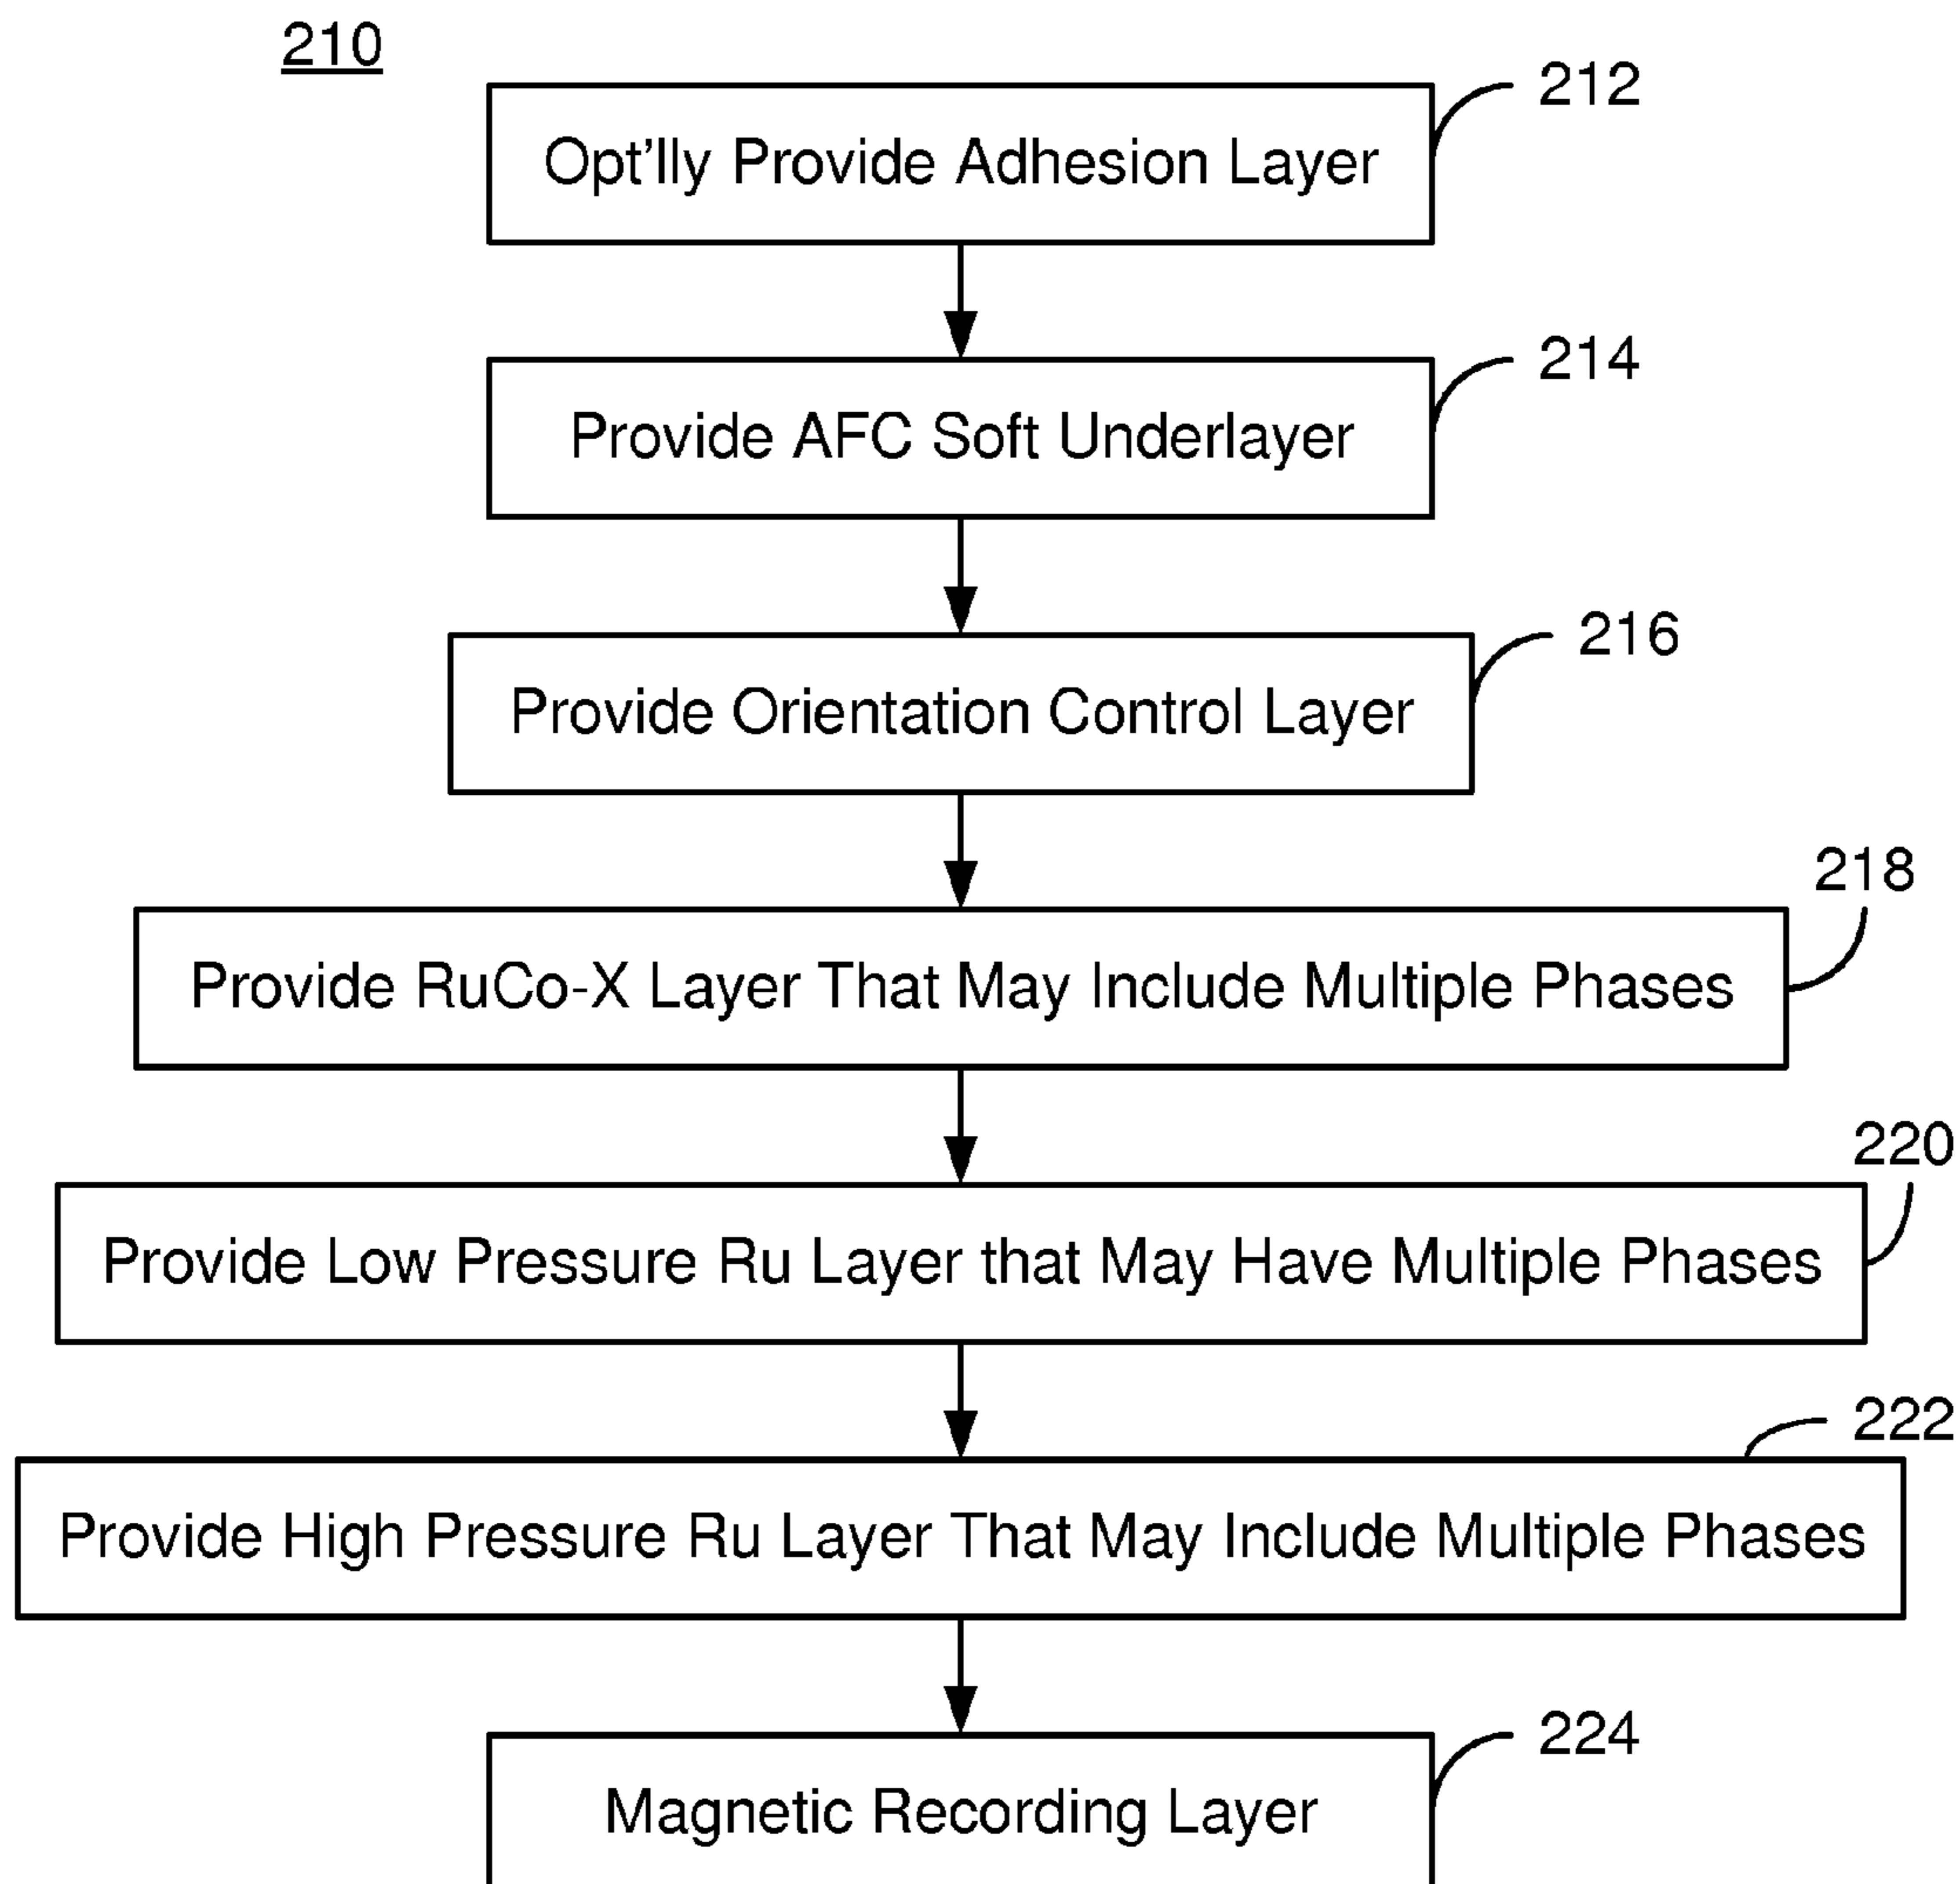 210
212
Opt'lly Provide Adhesion Layer
214
Provide AFC Soft Underlayer
216
Provide Orientation Control Layer
218
Provide RuCo-X Layer That May Include Multiple Phases
220
Provide Low Pressure Ru Layer that May Have Multiple Phases
222
Provide High Pressure Ru Layer That May Include Multiple Phases
224
Magnetic Recording Layer